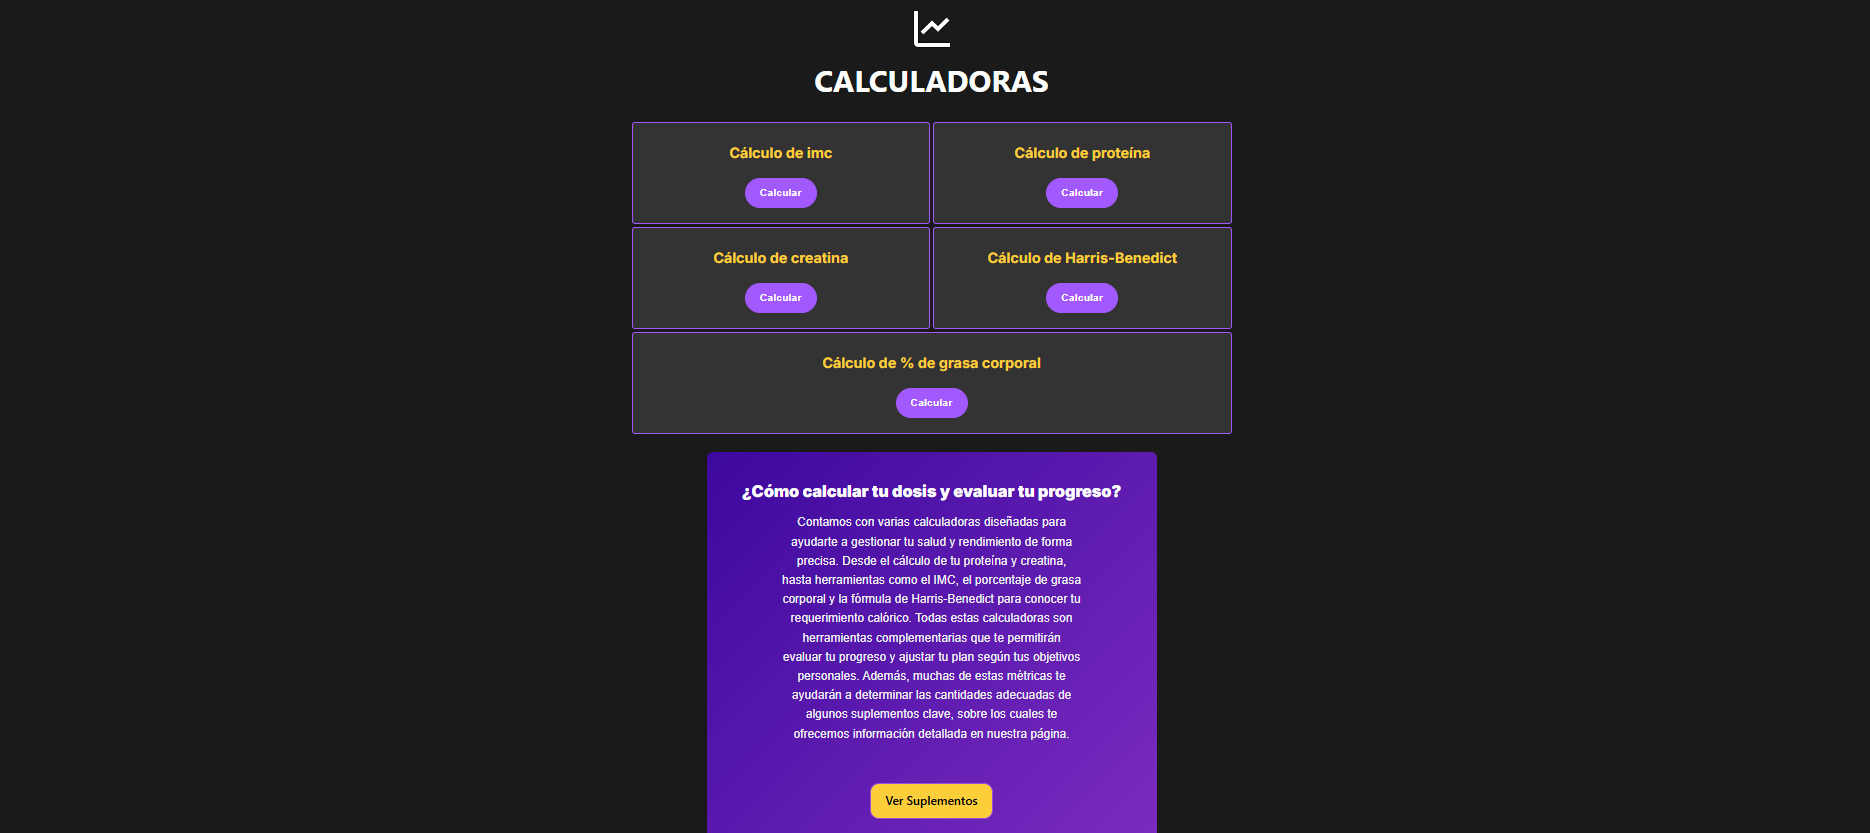 CALCULADORAS
Cálculo de imc
Calcular
Cálculo de proteína
Calcular
Cálculo de creatina
Calcular
Cálculo de Harris-Benedict
Calcular
Cálculo de % de grasa corporal
Calcular
¿Cómo calcular tu dosis y evaluar tu progreso?
Contamos con varias calculadoras diseñadas para
ayudarte a gestionar tu salud y rendimiento de forma
precisa. Desde el cálculo de tu proteína y creatina,
hasta herramientas como el IMC, el porcentaje de grasa
corporal y la fórmula de Harris-Benedict para conocer tu
requerimiento calórico. Todas estas calculadoras son
herramientas complementarias que te permitirán
evaluar tu progreso y ajustar tu plan según tus objetivos
personales. Además, muchas de estas métricas te
ayudarán a determinar las cantidades adecuadas de
algunos suplementos clave, sobre los cuales te
ofrecemos información detallada en nuestra página.
Ver Suplementos